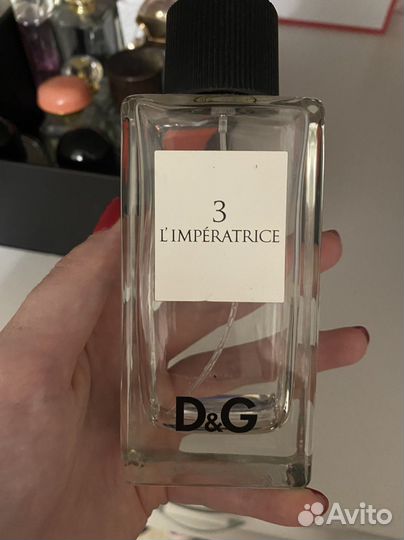 3
L'IMPÉRATRICE
D&G
Avito